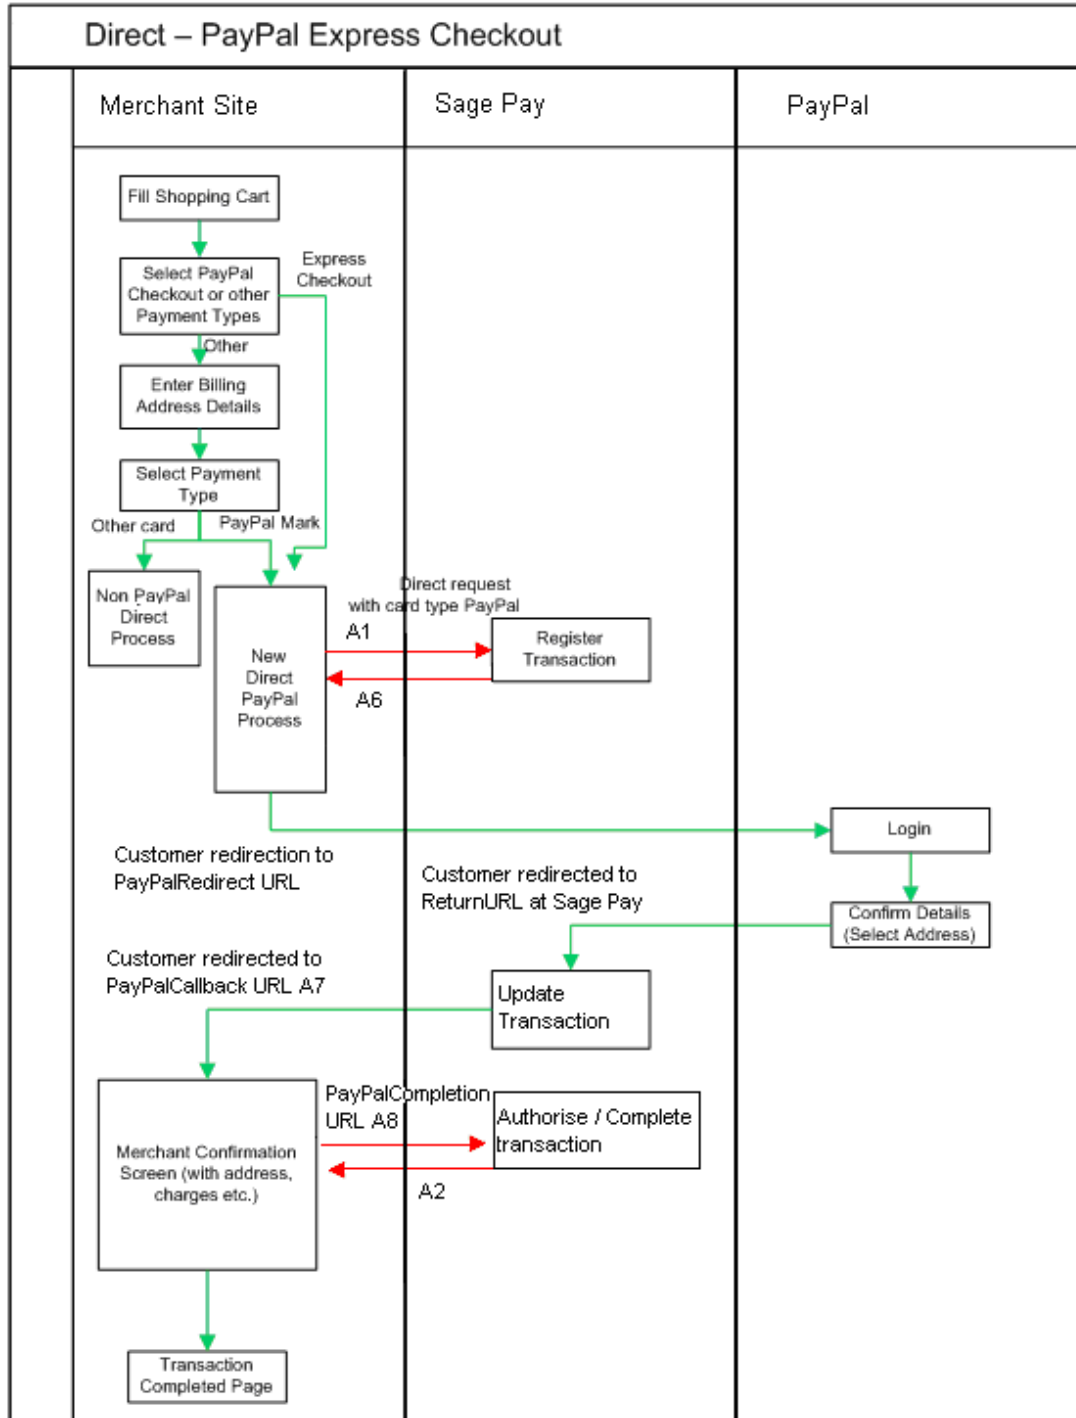 Direct – PayPal Express Checkout
Merchant Site
Sage Pay
PayPal
Fill Shopping Cart
Select PayPal
Checkout or other
Payment Types
Express
Checkout
Other
Enter Billing
Address Details
Select Payment
Type
Other card
PayPal Mark
Non PayPal
Direct
Process
New
Direct
PayPal
Process
Direct request
with card type PayPal
A1
A6
Register
Transaction
Login
Customer redirection to
PayPalRedirect URL
Customer redirected to
ReturnURL at Sage Pay
Confirm Details
(Select Address)
Customer redirected to
PayPalCallback URL A7
Update
Transaction
PayPalCompletion
URL A8
Authorise / Complete
transaction
A2
Merchant Confirmation
Screen (with address,
charges etc.)
Transaction
Completed Page